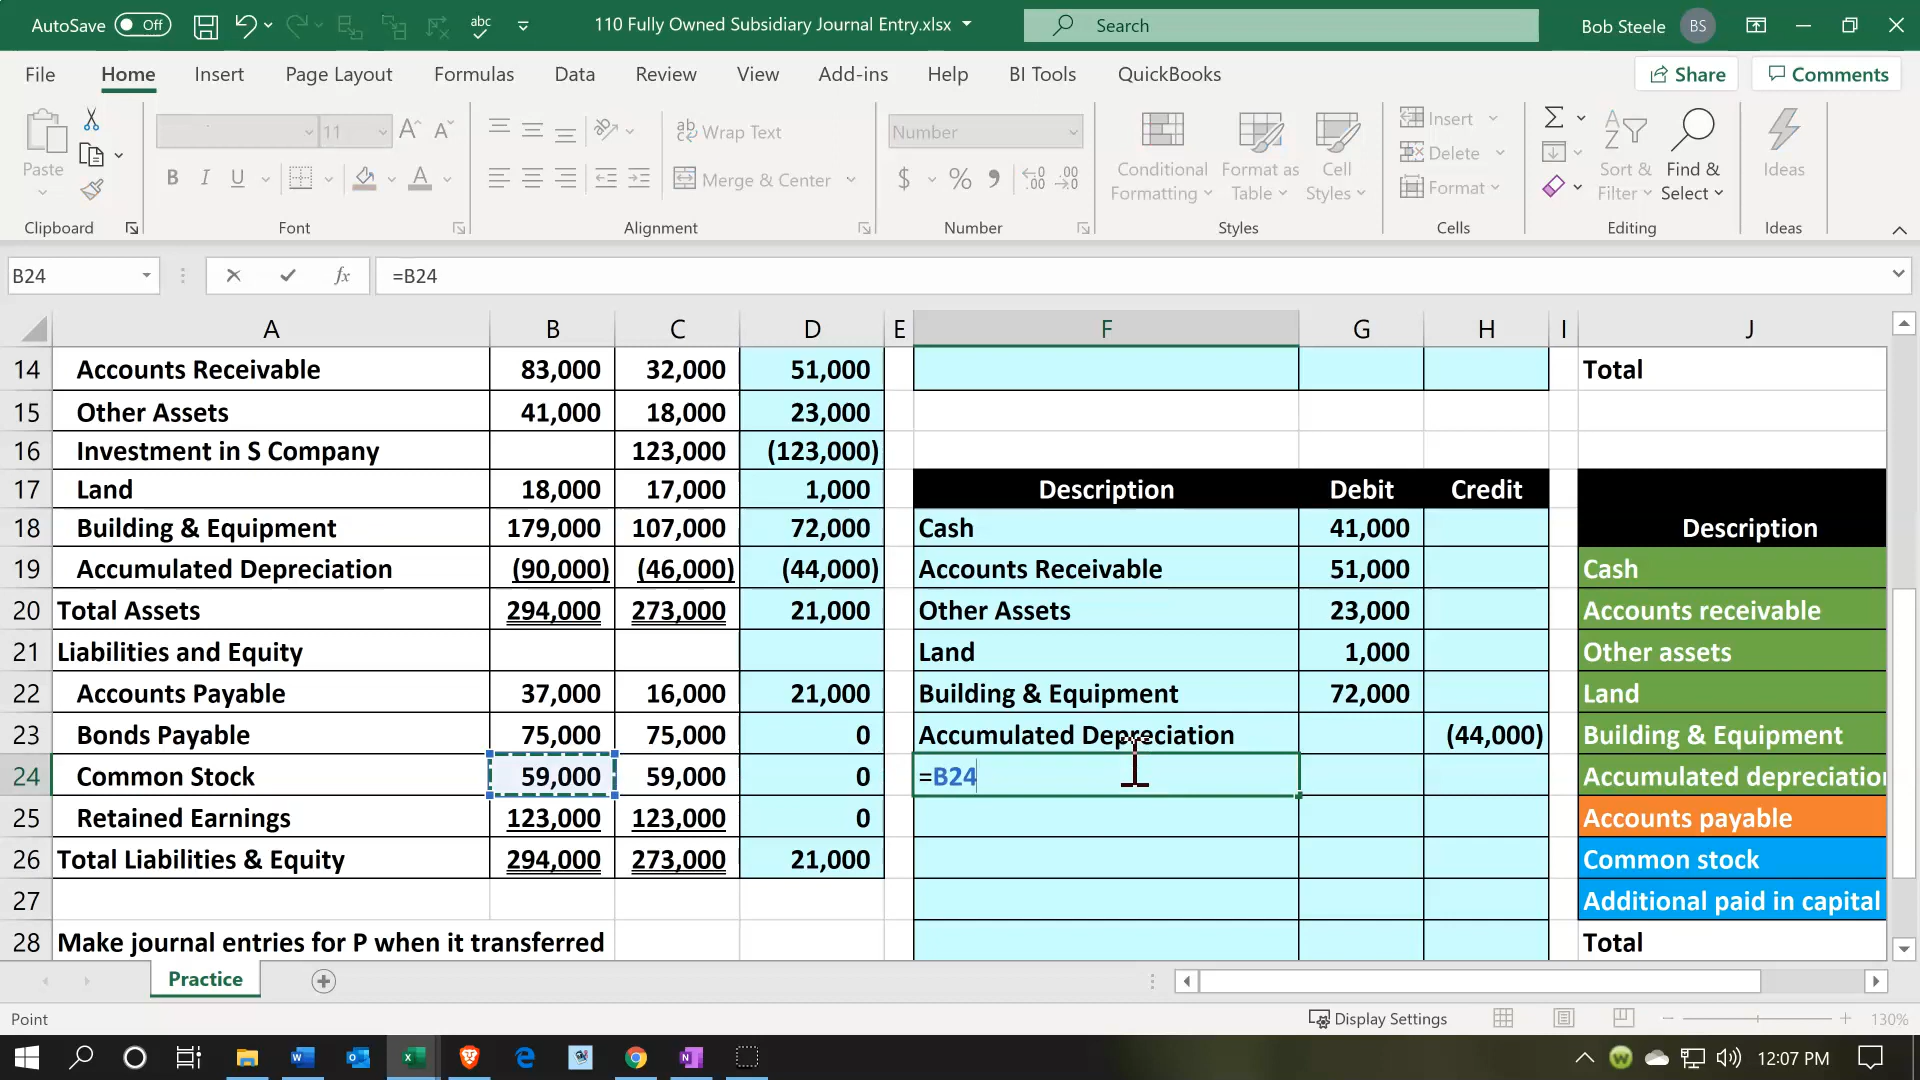 AutoSave Off abc 110 Fully Owned Subsidiary Journal Entry.xlsx Search Bob Steele BS
File Home Insert Page Layout Formulas Data Review View Add-ins Help BI Tools QuickBooks Share Comments
Paste 11 A A ab Wrap Text Number Conditional Formatting Format as Table Cell Styles Insert Delete Format Sort & Filter Find & Select Ideas
B I U A Merge & Center $ % 9 .00 .00
Clipboard Font Alignment Number Styles Cells Editing Ideas
B24 fx =B24
A B C D E F G H I J
14 Accounts Receivable 83,000 32,000 51,000 Total
15 Other Assets 41,000 18,000 23,000
16 Investment in S Company 123,000 (123,000)
17 Land 18,000 17,000 1,000 Description Debit Credit
18 Building & Equipment 179,000 107,000 72,000 Cash 41,000 Description
19 Accumulated Depreciation (90,000) (46,000) (44,000) Accounts Receivable 51,000 Cash
20 Total Assets 294,000 273,000 21,000 Other Assets 23,000 Accounts receivable
21 Liabilities and Equity Land 1,000 Other assets
22 Accounts Payable 37,000 16,000 21,000 Building & Equipment 72,000 Land
23 Bonds Payable 75,000 75,000 0 Accumulated Depreciation (44,000) Building & Equipment
24 Common Stock 59,000 59,000 0 =B24 Accumulated depreciation
25 Retained Earnings 123,000 123,000 0 Accounts payable
26 Total Liabilities & Equity 294,000 273,000 21,000 Common stock
27 Additional paid in capital
28 Make journal entries for P when it transferred Total
Practice
Point Display Settings 130%
12:07 PM